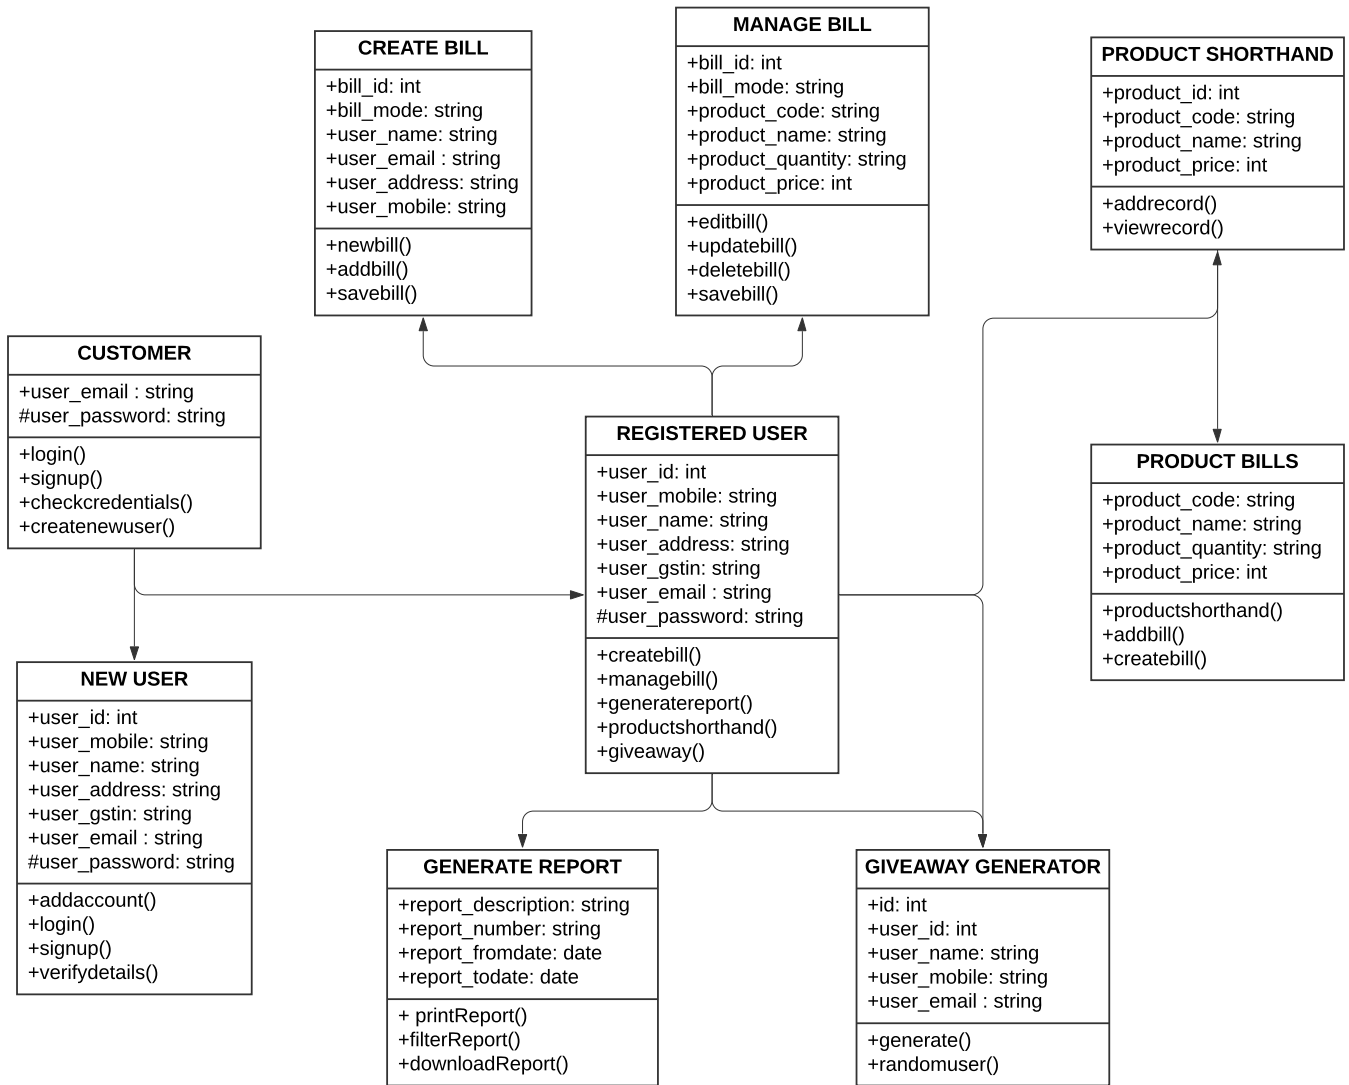 CREATE BILL
+bill_id: int
+bill_mode: string
+user_name: string
+user_email : string
+user_address: string
+user_mobile: string
+newbill()
+addbill()
+savebill()
MANAGE BILL
+bill_id: int
+bill_mode: string
+product_code: string
+product_name: string
+product_quantity: string
+product_price: int
+editbill()
+updatebill()
+deletebill()
+savebill()
PRODUCT SHORTHAND
+product_id: int
+product_code: string
+product_name: string
+product_price: int
+addrecord()
+viewrecord()
CUSTOMER
+user_email : string
#user_password: string
+login()
+signup()
+checkcredentials()
+createnewuser()
REGISTERED USER
+user_id: int
+user_mobile: string
+user_name: string
+user_address: string
+user_gstin: string
+user_email : string
#user_password: string
+createbill()
+managebill()
+generatereport()
+productshorthand()
+giveaway()
PRODUCT BILLS
+product_code: string
+product_name: string
+product_quantity: string
+product_price: int
+productshorthand()
+addbill()
+createbill()
NEW USER
+user_id: int
+user_mobile: string
+user_name: string
+user_address: string
+user_gstin: string
+user_email : string
#user_password: string
+addaccount()
+login()
+signup()
+verifydetails()
GENERATE REPORT
+report_description: string
+report_number: string
+report_fromdate: date
+report_todate: date
+ printReport()
+filterReport()
+downloadReport()
GIVEAWAY GENERATOR
+id: int
+user_id: int
+user_name: string
+user_mobile: string
+user_email : string
+generate()
+randomuser()